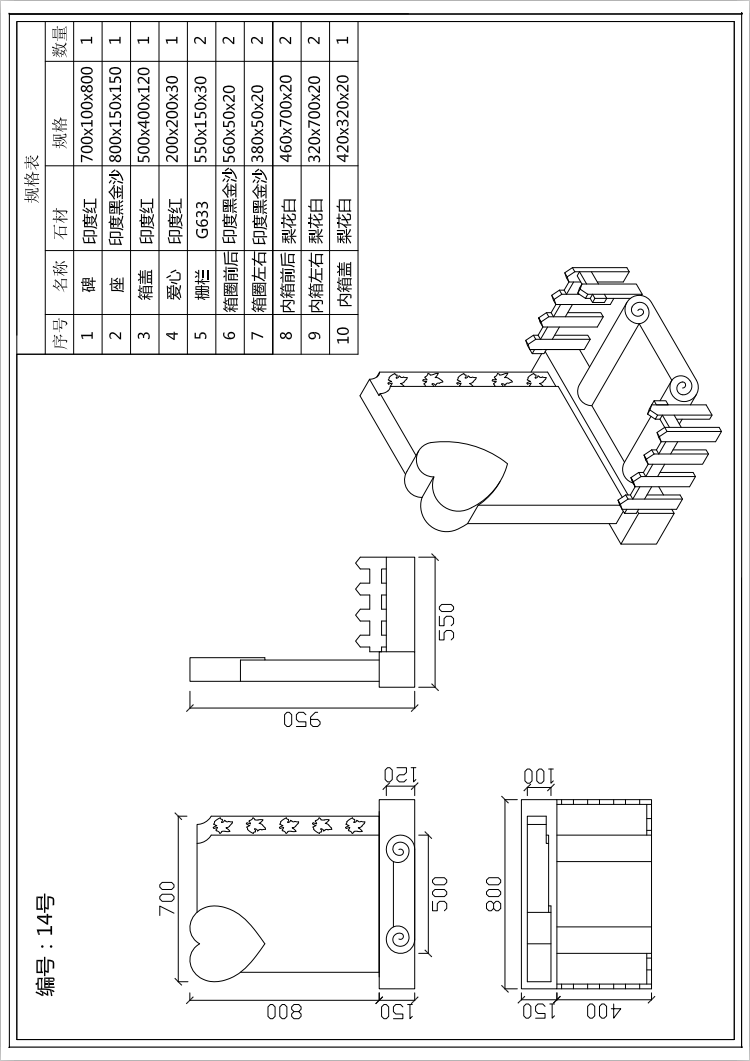 规格表
序号 名称 石材 规格 数量
1 碑 印度红 700x100x800 1
2 座 印度黑金沙 800x150x150 1
3 箱盖 印度红 500x400x120 1
4 爱心 印度红 200x200x30 1
5 栅栏 G633 550x150x30 2
6 箱圈前后 印度黑金沙 560x50x20 2
7 箱圈左右 印度黑金沙 380x50x20 2
8 内箱前后 梨花白 460x700x20 2
9 内箱左右 梨花白 320x700x20 2
10 内箱盖 梨花白 420x320x20 1
编号：14号
700
800
150
120
500
950
550
800
100
150
400